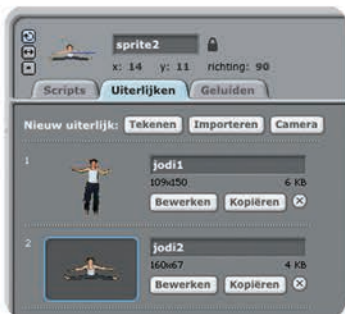 sprite2
x: 14 y: 11 richting: 90
Scripts Uiterlijken Geluiden
Nieuw uiterlijk: Tekenen Importeren Camera
1
jodi1
109x150 6 KB
Bewerken Kopiëren
2
jodi2
160x67 4 KB
Bewerken Kopiëren